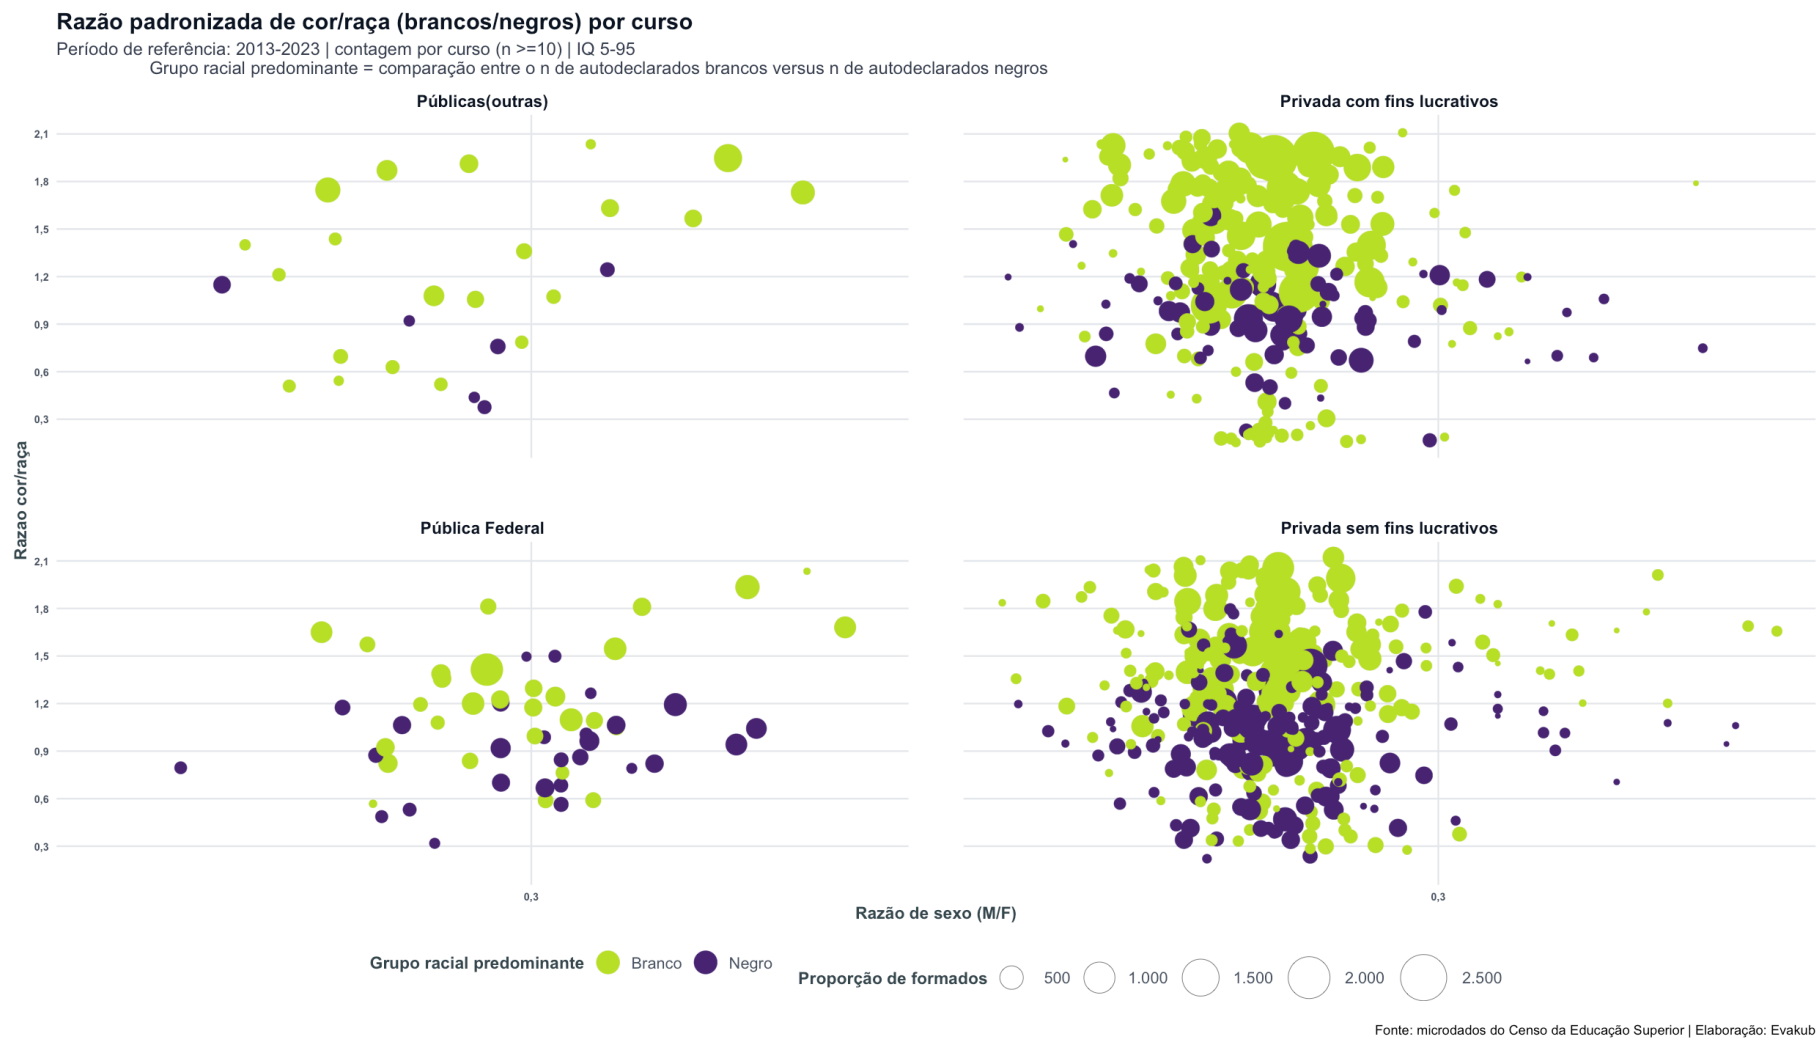 Razão padronizada de cor/raça (brancos/negros) por curso
Período de referência: 2013-2023 | contagem por curso (n >=10) | IQ 5-95
Grupo racial predominante = comparação entre o n de autodeclarados brancos versus n de autodeclarados negros
Públicas(outras)
Privada com fins lucrativos
2,1
1,8
1,5
1,2
0,9
0,6
0,3
Razao cor/raça
Pública Federal
Privada sem fins lucrativos
2,1
1,8
1,5
1,2
0,9
0,6
0,3
0,3
0,3
Razão de sexo (M/F)
Grupo racial predominante Branco Negro
Proporção de formados 500 1.000 1.500 2.000 2.500
Fonte: microdados do Censo da Educação Superior | Elaboração: Evakub